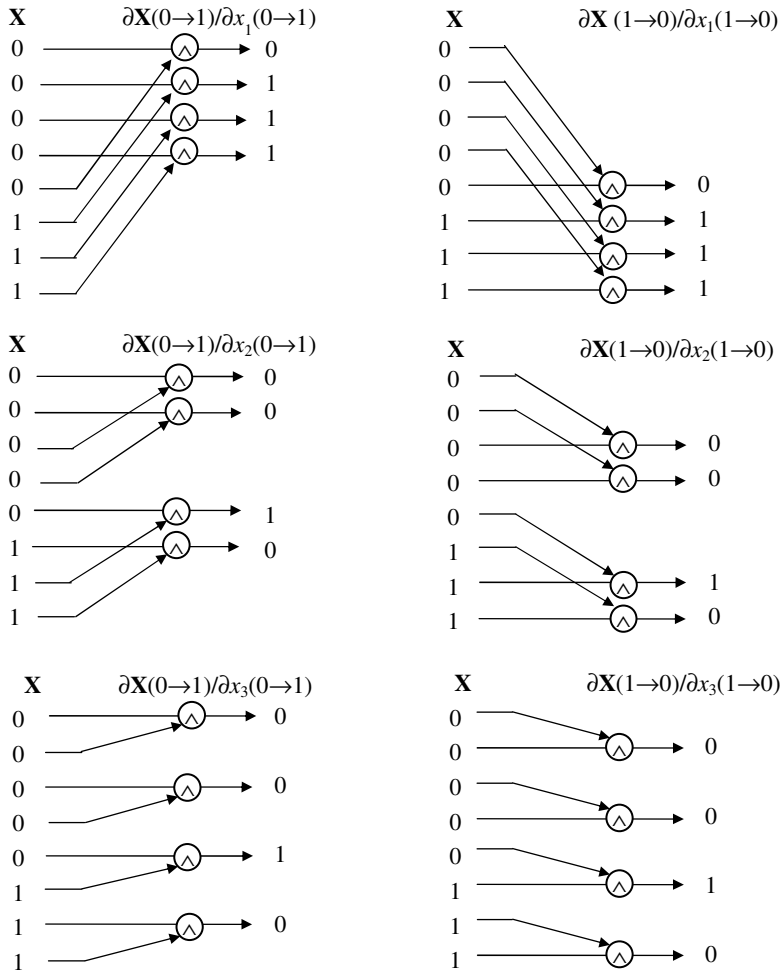 X ∂X(0→1)/∂x₁(0→1)
0 ∧ 0
0 ∧ 1
0 ∧ 1
0 ∧ 1
0
1
1
1
X ∂X (1→0)/∂x₁(1→0)
0
0
0
0
0 ∧ 0
1 ∧ 1
1 ∧ 1
1 ∧ 1
X ∂X(0→1)/∂x₂(0→1)
0 ∧ 0
0 ∧ 0
0
0
0 ∧ 1
1 ∧ 0
1
1
X ∂X(1→0)/∂x₂(1→0)
0
0
0 ∧ 0
0 ∧ 0
0
1
1 ∧ 1
1 ∧ 0
X ∂X(0→1)/∂x₃(0→1)
0 ∧ 0
0
0 ∧ 0
0
0 ∧ 1
1
1 ∧ 0
1
X ∂X(1→0)/∂x₃(1→0)
0
0 ∧ 0
0
0 ∧ 0
0
1 ∧ 1
1
1 ∧ 0